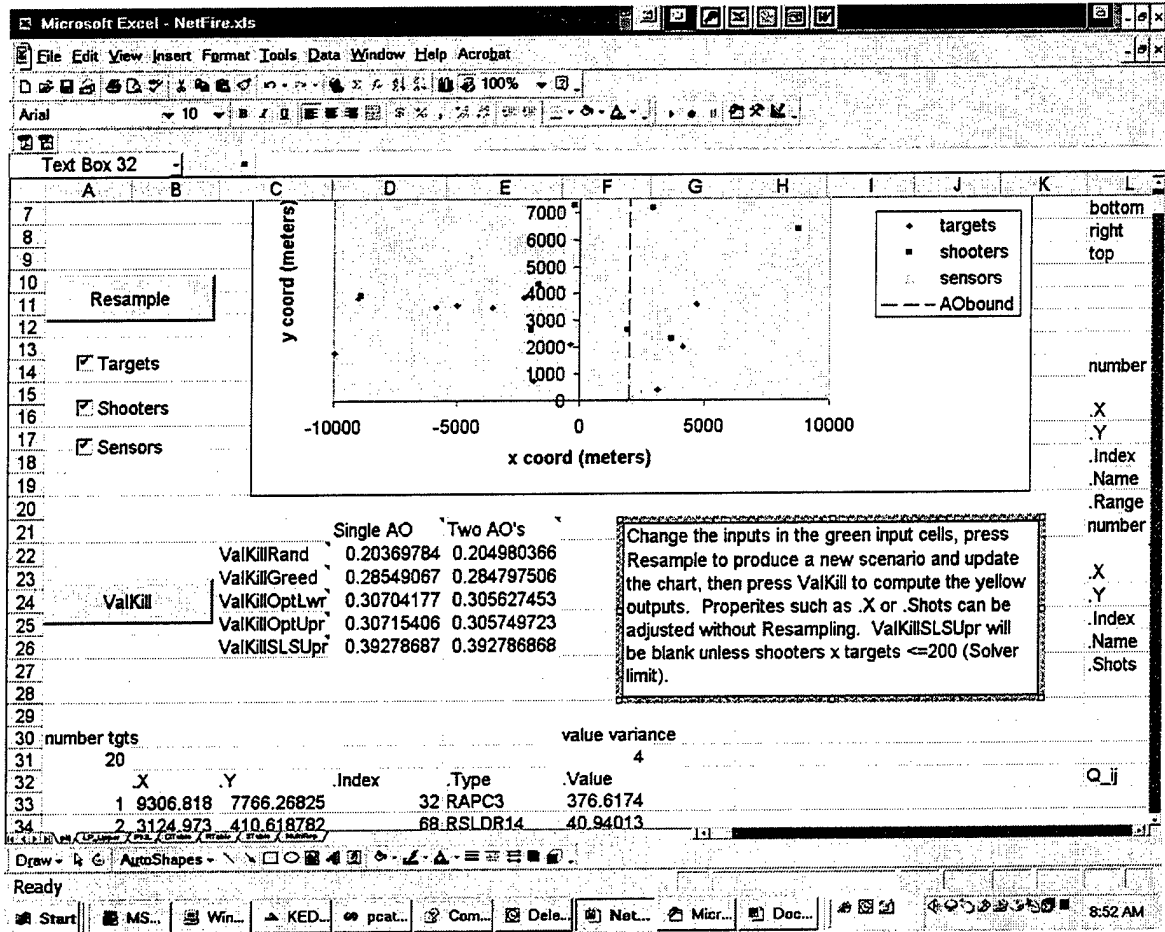 Microsoft Excel - NetFire.xls
File Edit View Insert Format Tools Data Window Help Acrobat
100%
Arial 10
Text Box 32 =
A B C D E F G H I J K L
7 7000 bottom
8 6000 targets right
9 5000 shooters top
10 Resample 4000 sensors
11 3000 AObound
12 2000
13 1000
14 Targets 0 number
15
16 Shooters .X
17 Sensors -10000 -5000 0 5000 10000 .Y
18 x coord (meters) .Index
19 y coord (meters) .Name
20 .Range
21 Single AO Two AO's number
22 ValKillRand 0.20369784 0.204980366
23 ValKillGreed 0.28549067 0.284797506 .X
24 ValKill ValKillOptLwr 0.30704177 0.305627453 .Y
25 ValKillOptUpr 0.30715406 0.305749723 .Index
26 ValKillSLSUpr 0.39278687 0.392786868 .Name
27 .Shots
Change the inputs in the green input cells, press
Resample to produce a new scenario and update
the chart, then press ValKill to compute the yellow
outputs. Properites such as .X or .Shots can be
adjusted without Resampling. ValKillSLSUpr will
be blank unless shooters x targets <=200 (Solver
limit).
28
29
30 number tgts value variance
31 20 4
32 .X .Y .Index .Type .Value Q_ij
33 1 9306.818 7766.26825 32 RAPC3 376.6174
34 2 3124.973 410.618782 68 RSLDR14 40.94013
Draw AutoShapes
Ready
Start MS... Win... KED... pcat... Com... Dele... Net... Micr... Doc... 8:52 AM